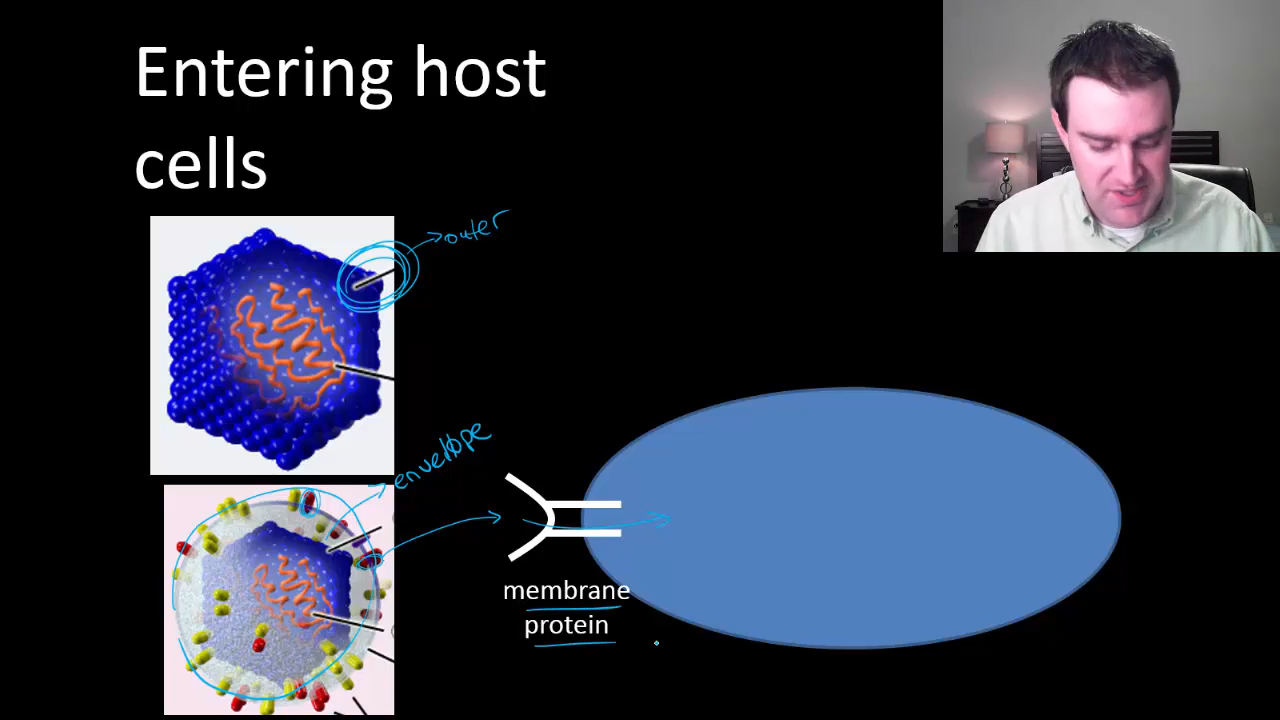 Entering host
cells
outer
envelope
membrane
protein